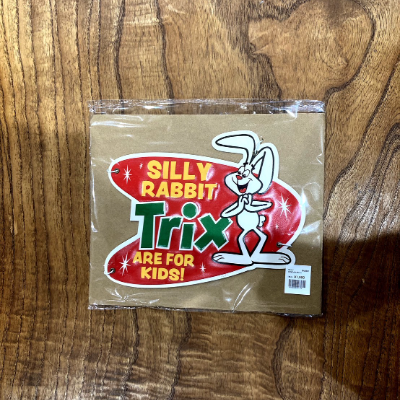 SILLY
RABBIT
Trix
ARE FOR
KIDS!